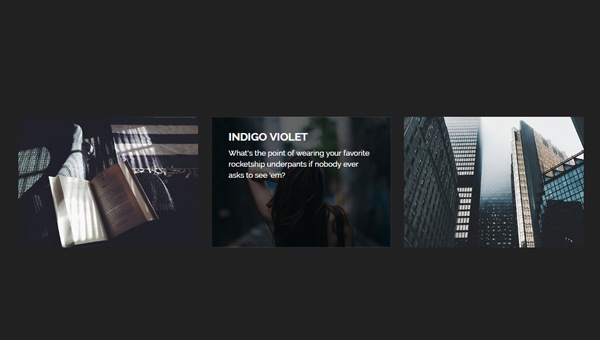 INDIGO VIOLET
What's the point of wearing your favorite
rocketship underpants if nobody ever
asks to see 'em?